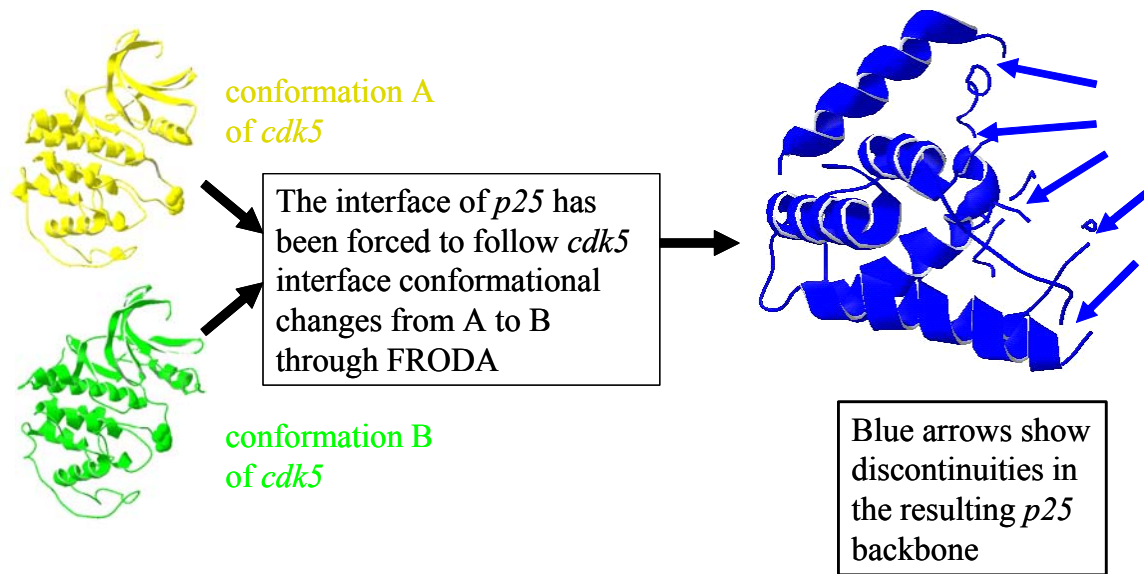 conformation A
of cdk5
The interface of p25 has
been forced to follow cdk5
interface conformational
changes from A to B
through FRODA
conformation B
of cdk5
Blue arrows show
discontinuities in
the resulting p25
backbone